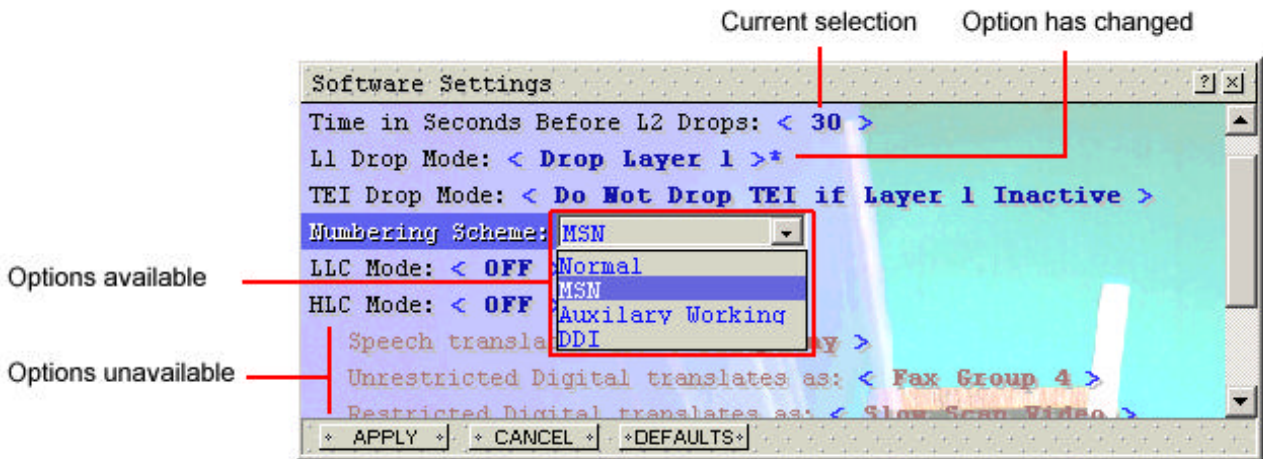 Current selection Option has changed
Software Settings ? ×
Time in Seconds Before L2 Drops: < 30 >
L1 Drop Mode: < Drop Layer 1 >*
TEI Drop Mode: < Do Not Drop TEI if Layer 1 Inactive >
Numbering Scheme: MSN
Options available
LLC Mode: < OFF Normal
MSN
HLC Mode: < OFF Auxilary Working
DDI
Speech transla ay >
Options unavailable
Unrestricted Digital translates as: < Fax Group 4 >
Restricted Digital translates as: < Slow Scan Video >
APPLY CANCEL DEFAULTS